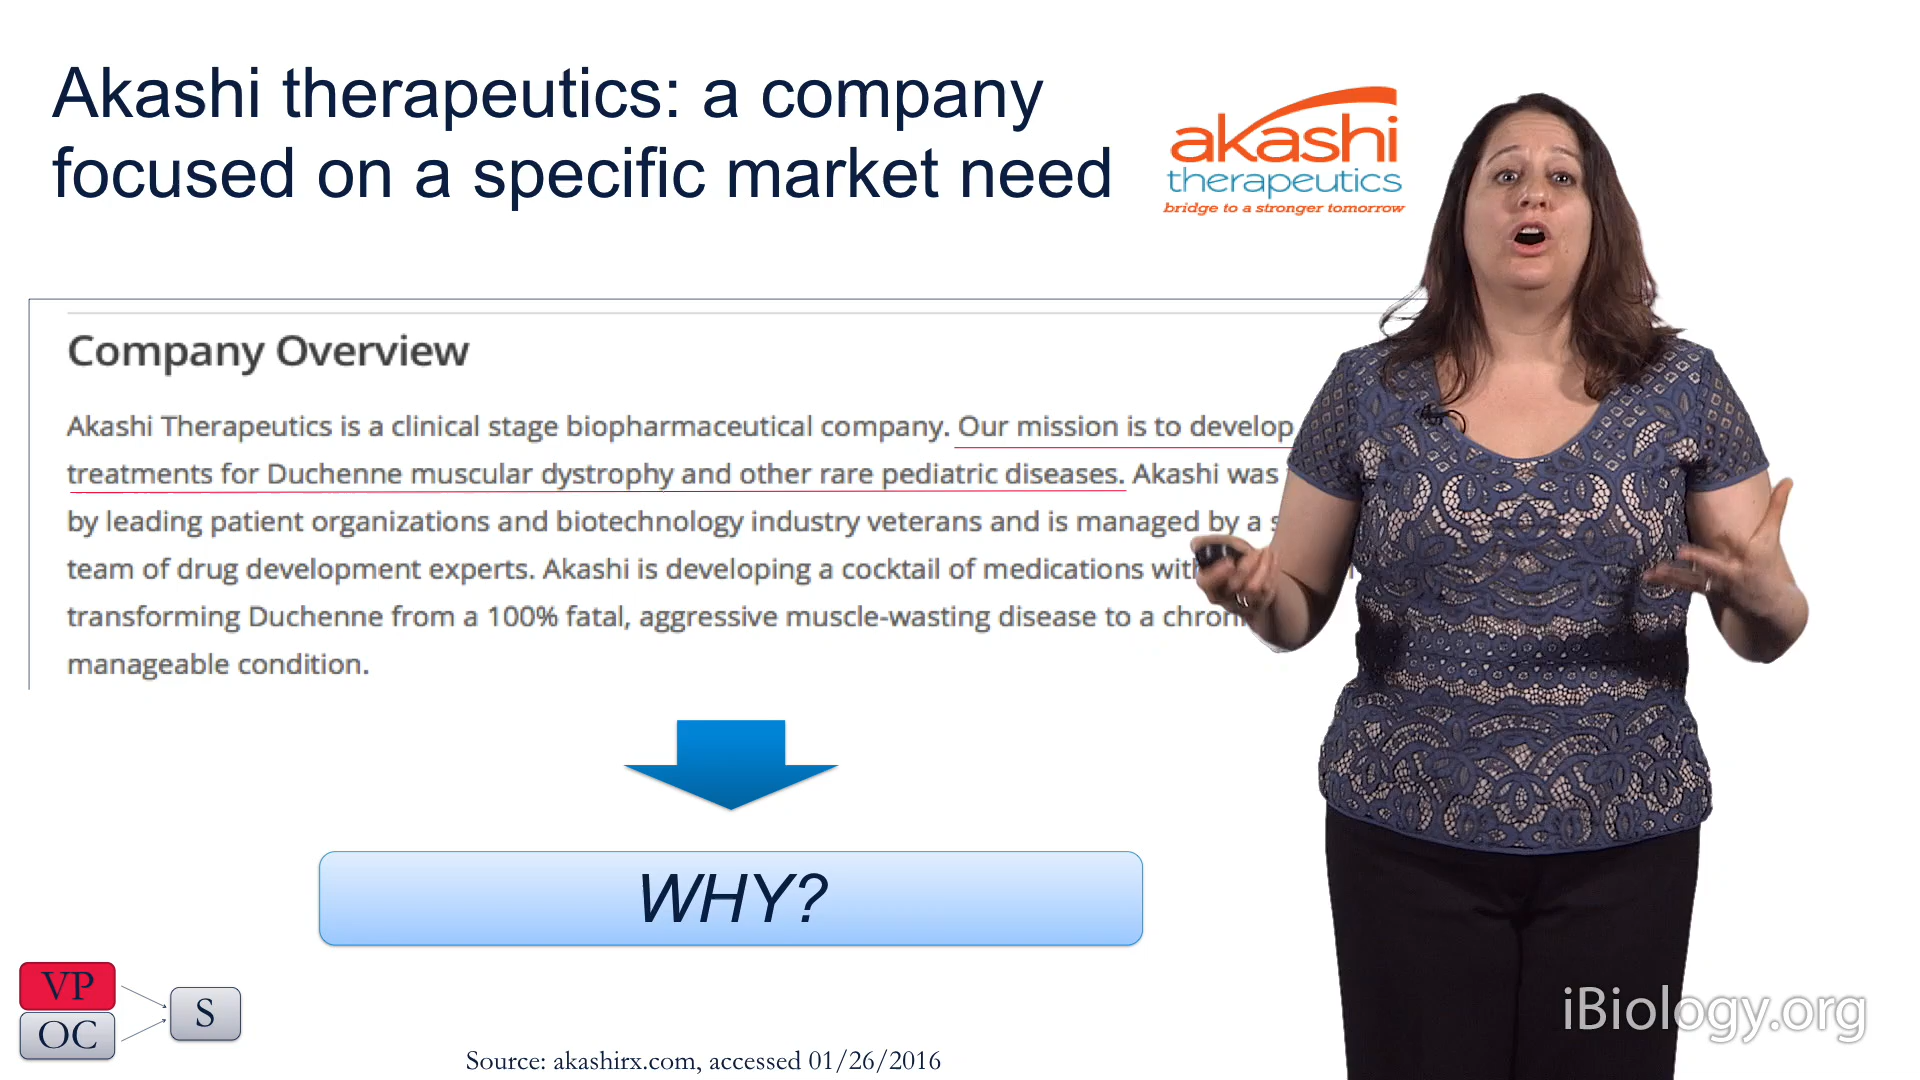 Akashi therapeutics: a company
focused on a specific market need
akashi
therapeutics
bridge to a stronger tomorrow
Company Overview
Akashi Therapeutics is a clinical stage biopharmaceutical company. Our mission is to develop
treatments for Duchenne muscular dystrophy and other rare pediatric diseases. Akashi was
by leading patient organizations and biotechnology industry veterans and is managed by a
team of drug development experts. Akashi is developing a cocktail of medications
transforming Duchenne from a 100% fatal, aggressive muscle-wasting disease to a
manageable condition.
WHY?
VP
OC
S
Source: akashirx.com, accessed 01/26/2016
iBiology.org